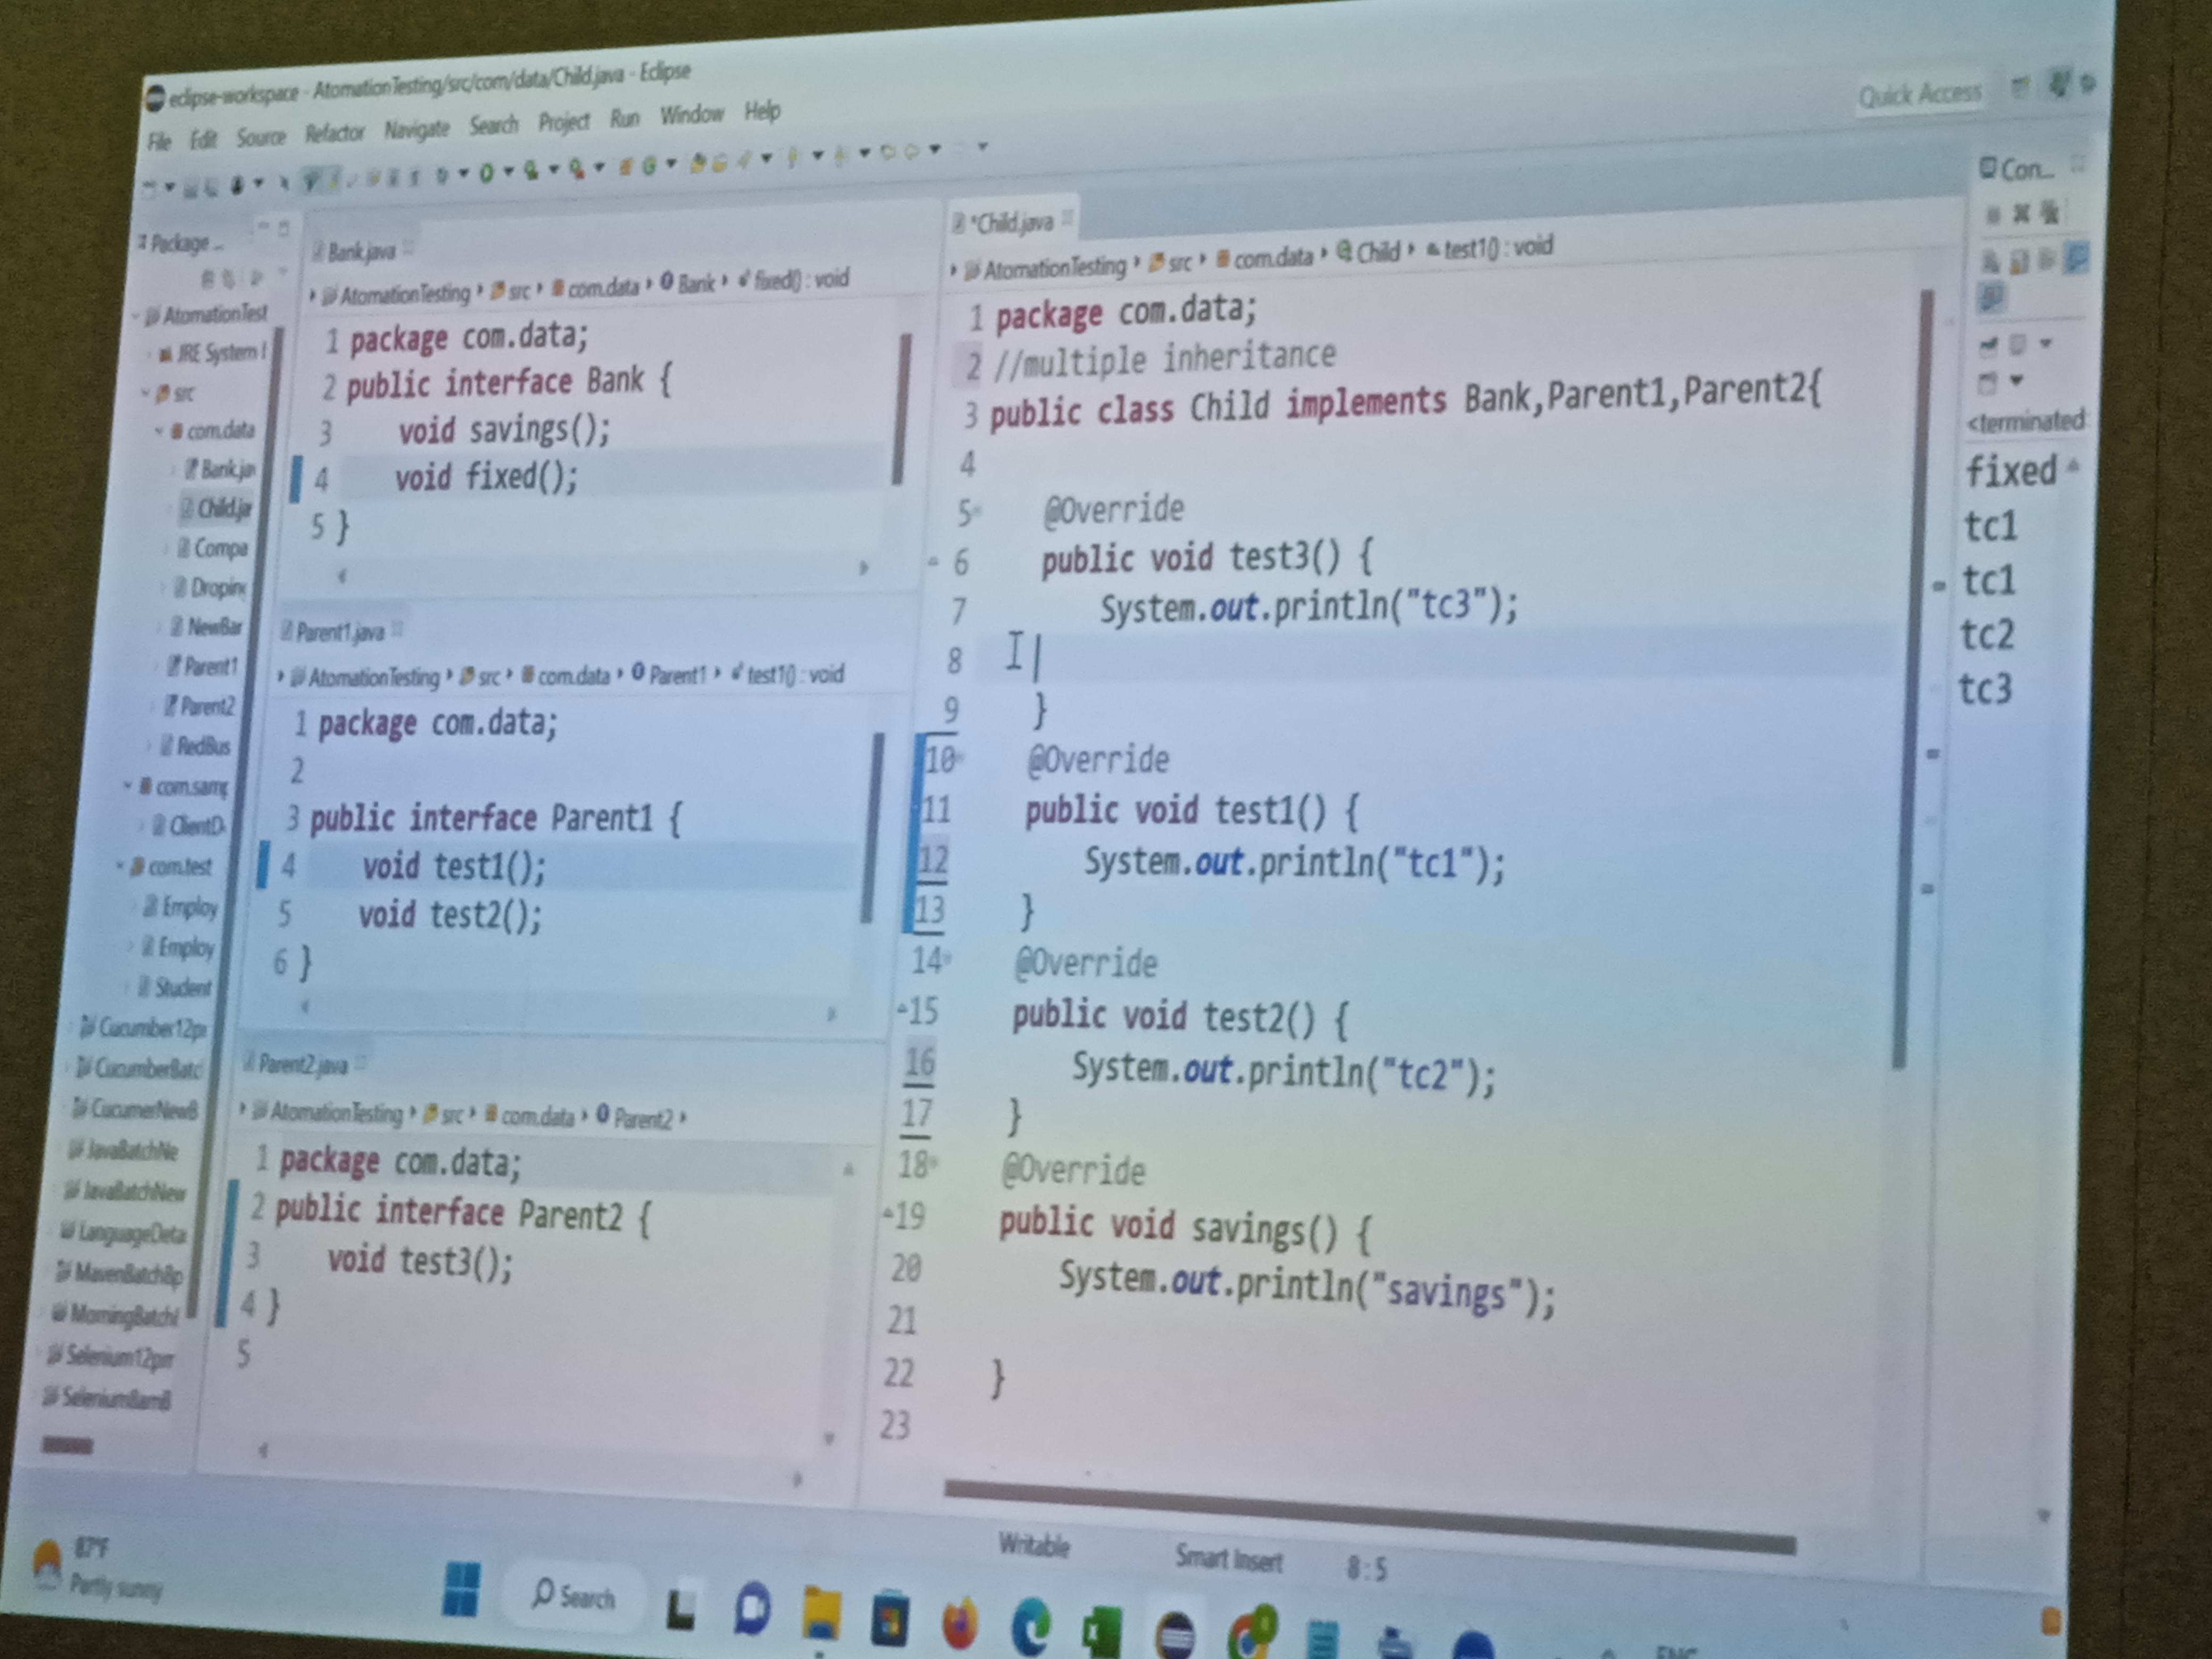 eclipse-workspace - AtomationTesting/src/com/data/Child.java - Eclipse
File Edit Source Refactor Navigate Search Project Run Window Help
Quick Access
Package ...
AtomationTest
JRE System
src
com.data
Bank.ja
Child.ja
Compa
Dropin
NewBar
Parent1
Parent2
RedBus
com.sam
ClientD
com.test
Employ
Employ
Student
Cucumber12p
CucumberBatc
CucumerNewB
JavaBatchNe
JavaBatchNew
LanguageDeta
MavenBatch8p
MorningBatch
Selenium12pm
Selenium8amB
Bank.java
AtomationTesting src com.data Bank fixed() : void
1 package com.data;
2 public interface Bank {
3 void savings();
4 void fixed();
5 }
Parent1.java
AtomationTesting src com.data Parent1 test1() : void
1 package com.data;
2
3 public interface Parent1 {
4 void test1();
5 void test2();
6 }
Parent2.java
AtomationTesting src com.data Parent2
1 package com.data;
2 public interface Parent2 {
3 void test3();
4 }
5
*Child.java
AtomationTesting src com.data Child test1() : void
1 package com.data;
2 //multiple inheritance
3 public class Child implements Bank,Parent1,Parent2{
4
5 @Override
6 public void test3() {
7 System.out.println("tc3");
8
9 }
10 @Override
11 public void test1() {
12 System.out.println("tc1");
13 }
14 @Override
15 public void test2() {
16 System.out.println("tc2");
17 }
18 @Override
19 public void savings() {
20 System.out.println("savings");
21
22 }
23
Con...
<terminated
fixed
tc1
tc1
tc2
tc3
Writable Smart Insert 8 : 5
87°F
Partly sunny
Search
ENG